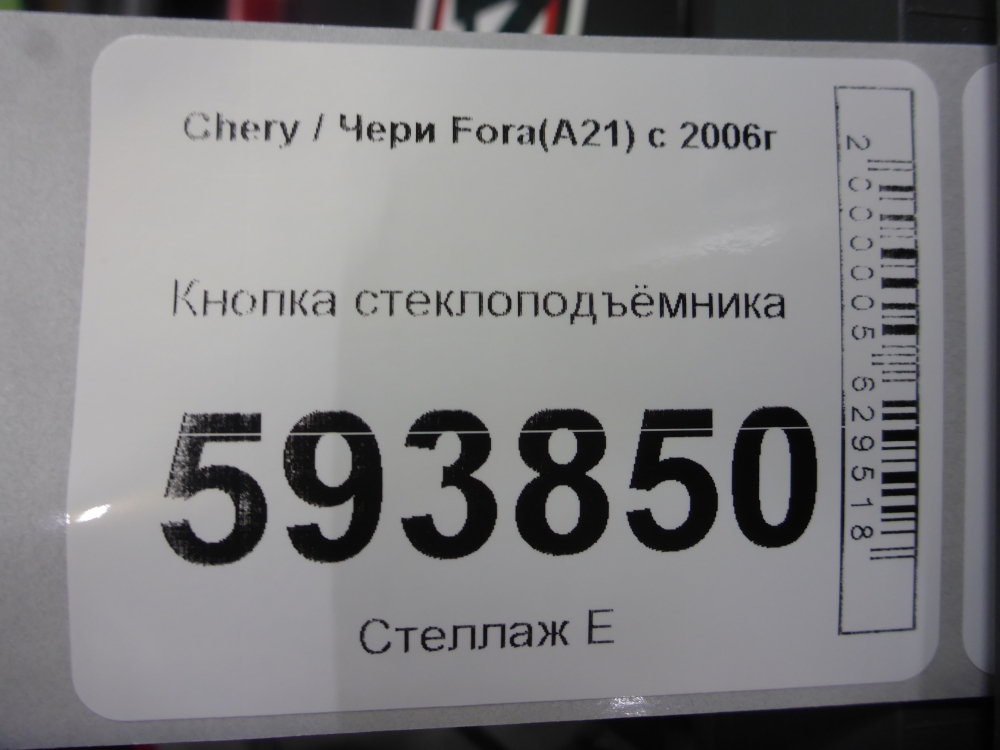 Chery / Чери Fora(A21) с 2006г
Кнопка стеклоподъёмника
593850
Стеллаж Е
2000005629518